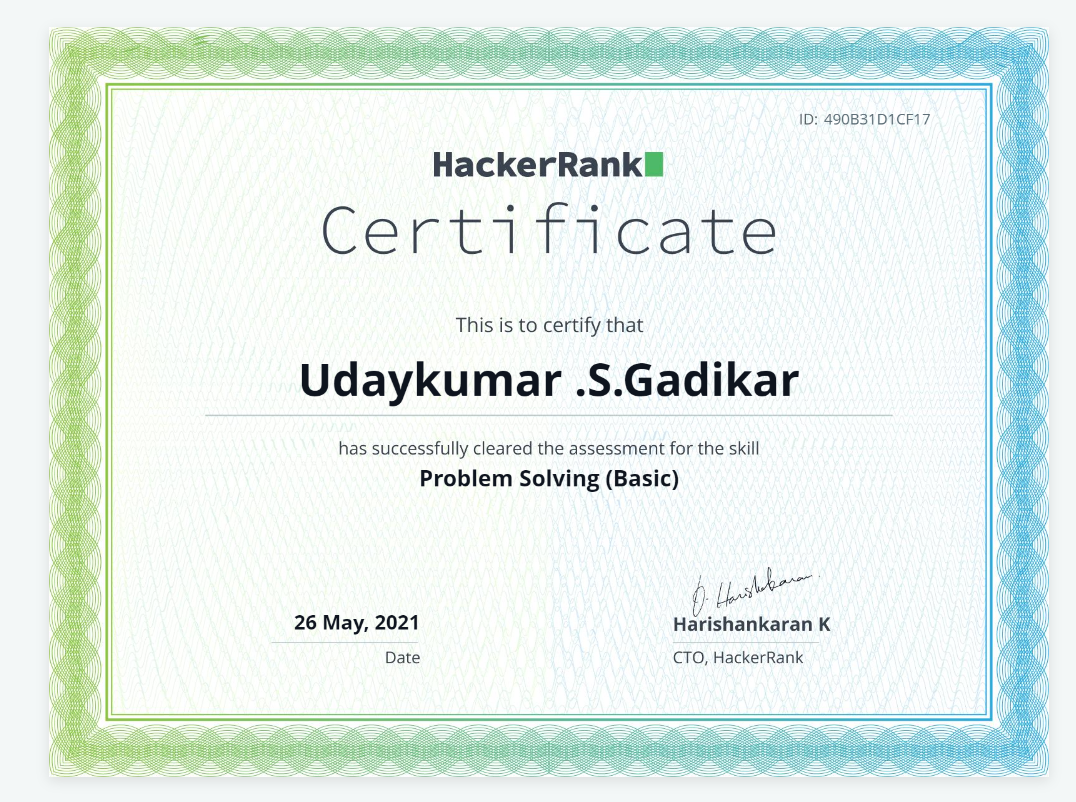 ID: 490B31D1CF17
HackerRank
Certificate
This is to certify that
Udaykumar .S.Gadikar
has successfully cleared the assessment for the skill
Problem Solving (Basic)
26 May, 2021
Date
Harishankaran K
CTO, HackerRank